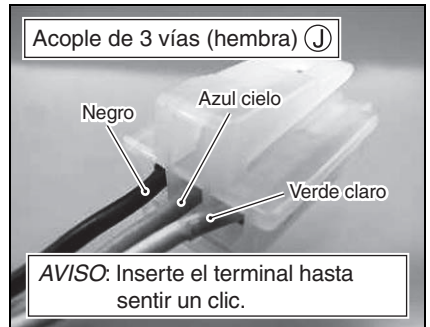 Acople de 3 vías (hembra) Ⓙ
Azul cielo
Negro
Verde claro
AVISO: Inserte el terminal hasta
sentir un clic.